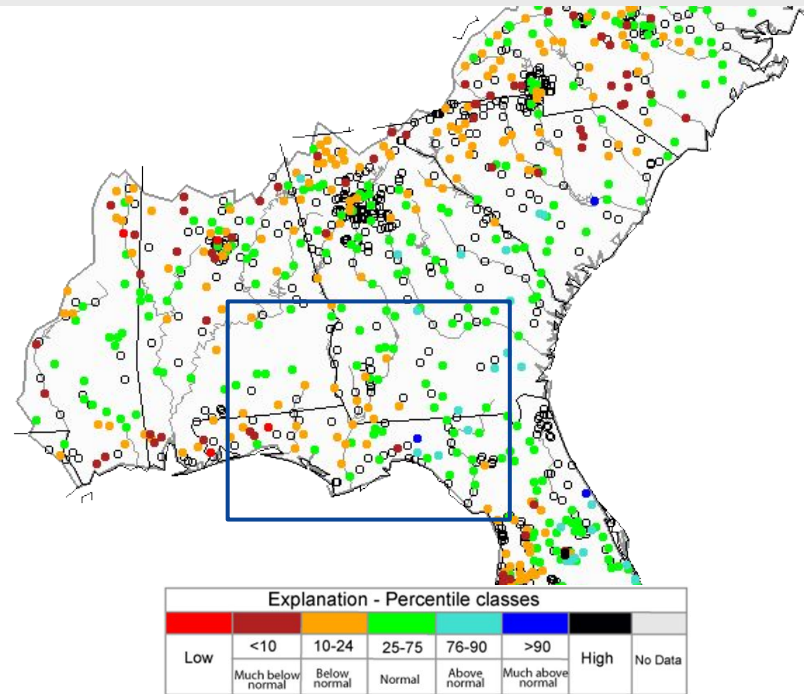 Explanation - Percentile classes
Low <10 10-24 25-75 76-90 >90 High No Data
Much below normal Below normal Normal Above normal Much above normal